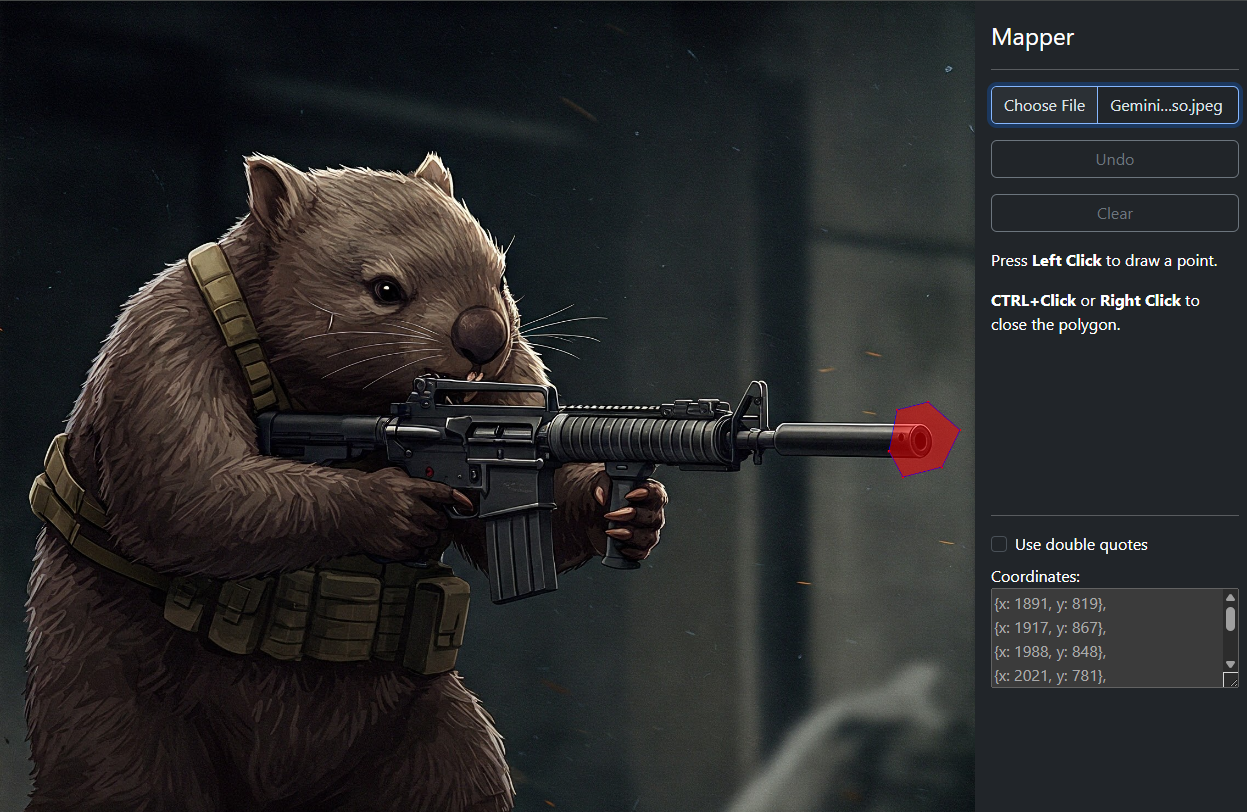 Mapper
Choose File Gemini...so.jpeg
Undo
Clear
Press Left Click to draw a point.
CTRL+Click or Right Click to
close the polygon.
Use double quotes
Coordinates:
{x: 1891, y: 819},
{x: 1917, y: 867},
{x: 1988, y: 848},
{x: 2021, y: 781},